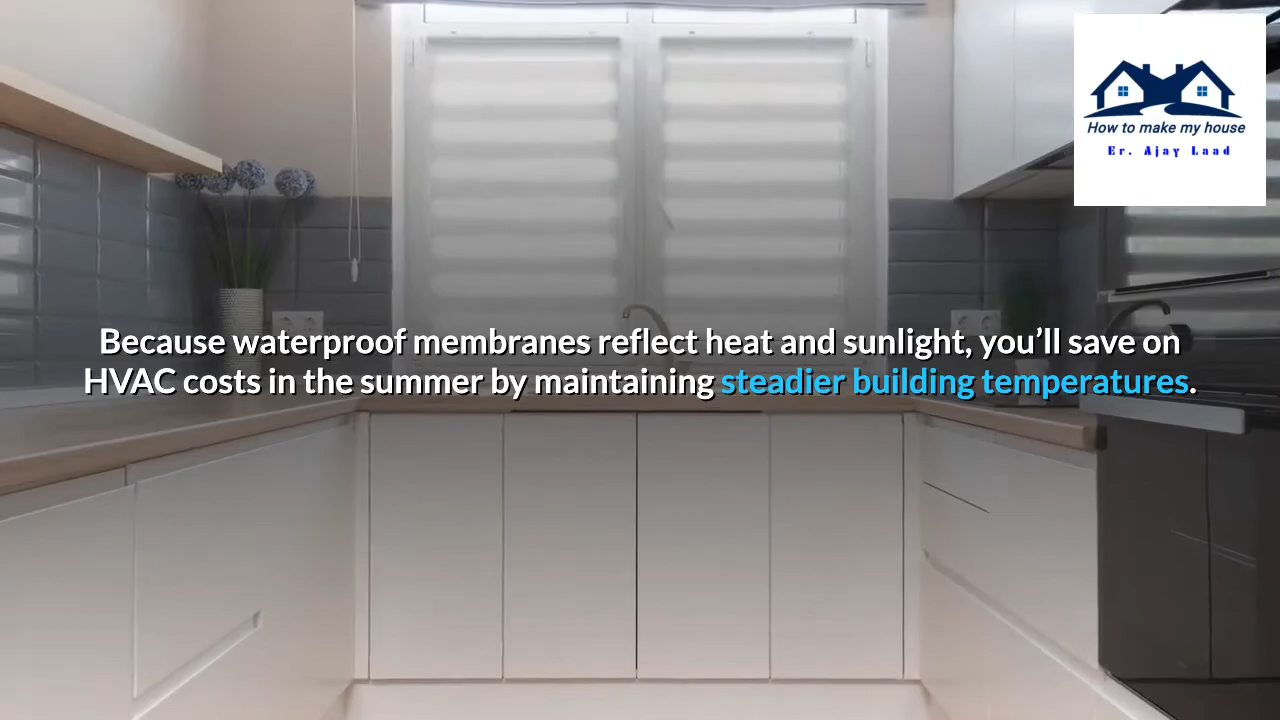 How to make my house
Er. Ajay Laad
Because waterproof membranes reflect heat and sunlight, you’ll save on
HVAC costs in the summer by maintaining steadier building temperatures.